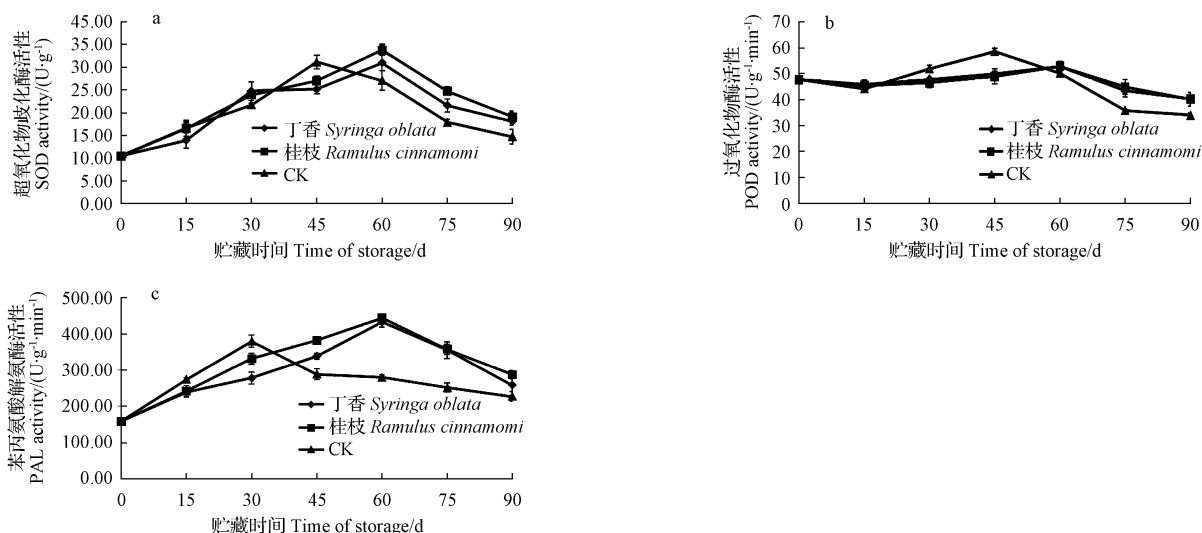 a
超氧化物歧化酶活性
SOD activity/(U·g⁻¹)
45.00
35.00
30.00
25.00
20.00
15.00
10.00
5.00
0.00
丁香 Syringa oblata
桂枝 Ramulus cinnamomi
CK
0 15 30 45 60 75 90
贮藏时间 Time of storage/d
b
过氧化物酶活性
POD activity/(U·g⁻¹·min⁻¹)
70
60
50
40
30
20
10
0
丁香 Syringa oblata
桂枝 Ramulus cinnamomi
CK
0 15 30 45 60 75 90
贮藏时间 Time of storage/d
c
苯丙氨酸解氨酶活性
PAL activity/(U·g⁻¹·min⁻¹)
500.00
400.00
300.00
200.00
100.00
0.00
丁香 Syringa oblata
桂枝 Ramulus cinnamomi
CK
0 15 30 45 60 75 90
贮藏时间 Time of storage/d